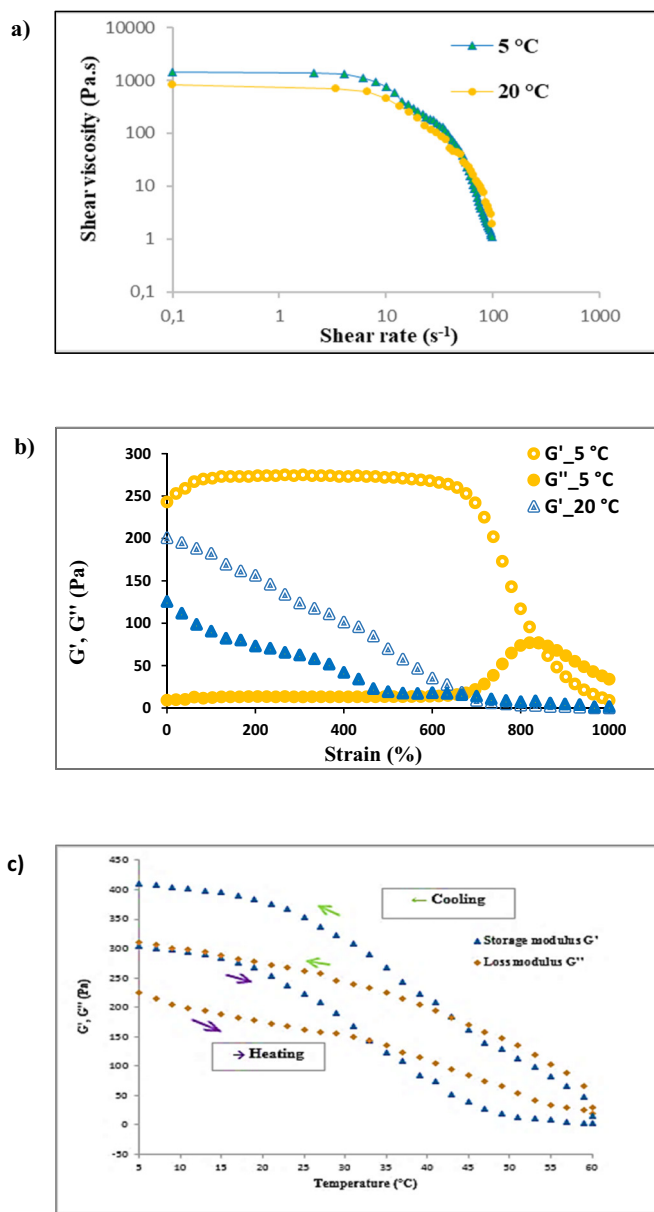 a)
10000
1000
100
10
1
0,1
Shear viscosity (Pa.s)
5 °C
20 °C
0,1 1 10 100 1000
Shear rate (s-1)
b)
300
250
200
150
100
50
0
G', G'' (Pa)
G'_5 °C
G''_5 °C
G'_20 °C
0 200 400 600 800 1000
Strain (%)
c)
450
400
350
300
250
200
150
100
50
0
-50
G', G'' (Pa)
← Cooling
Storage modulus G'
Loss modulus G''
→ Heating
5 10 15 20 25 30 35 40 45 50 55 60
Temperature (°C)